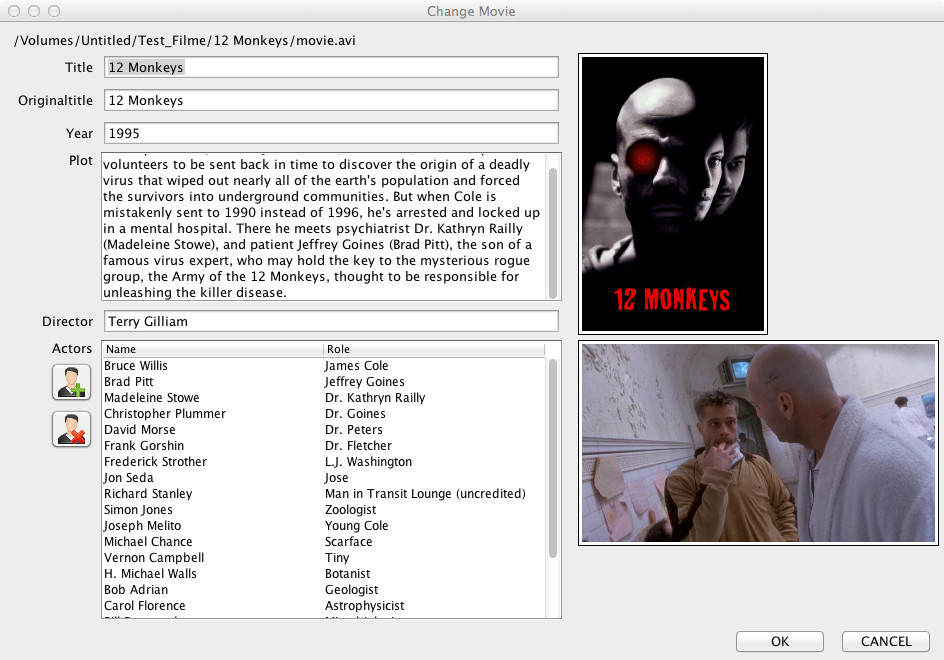 Change Movie
/Volumes/Untitled/Test_Filme/12 Monkeys/movie.avi
Title 12 Monkeys
Originaltitle 12 Monkeys
Year 1995
Plot
volunteers to be sent back in time to discover the origin of a deadly
virus that wiped out nearly all of the earth's population and forced
the survivors into underground communities. But when Cole is
mistakenly sent to 1990 instead of 1996, he's arrested and locked up
in a mental hospital. There he meets psychiatrist Dr. Kathryn Railly
(Madeleine Stowe), and patient Jeffrey Goines (Brad Pitt), the son of a
famous virus expert, who may hold the key to the mysterious rogue
group, the Army of the 12 Monkeys, thought to be responsible for
unleashing the killer disease.
12 MONKEYS
Director Terry Gilliam
Actors
Name Role
Bruce Willis James Cole
Brad Pitt Jeffrey Goines
Madeleine Stowe Dr. Kathryn Railly
Christopher Plummer Dr. Goines
David Morse Dr. Peters
Frank Gorshin Dr. Fletcher
Frederick Strother L.J. Washington
Jon Seda Jose
Richard Stanley Man in Transit Lounge (uncredited)
Simon Jones Zoologist
Joseph Melito Young Cole
Michael Chance Scarface
Vernon Campbell Tiny
H. Michael Walls Botanist
Bob Adrian Geologist
Carol Florence Astrophysicist
OK CANCEL